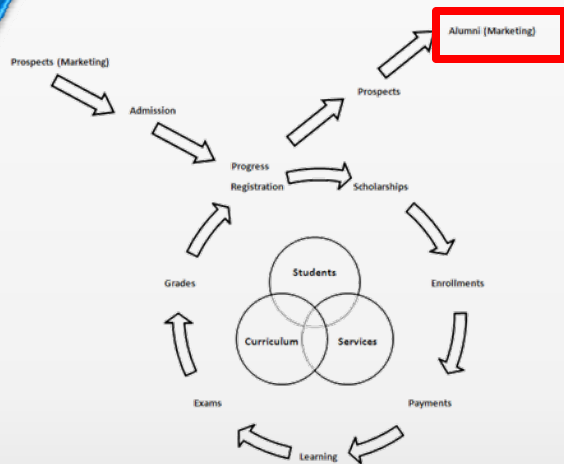 Alumni (Marketing)
Prospects (Marketing)
Prospects
Admission
Progress
Registration
Scholarships
Students
Grades
Enrollments
Curriculum
Services
Exams
Payments
Learning